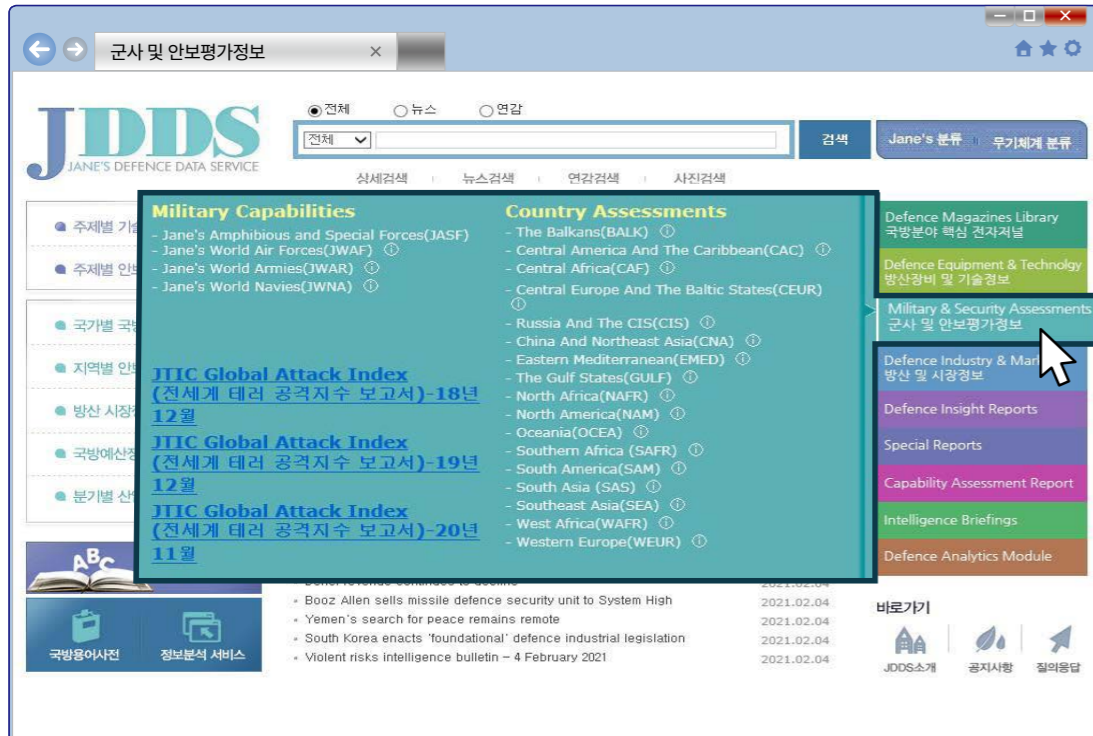 군사 및 안보평가정보
전체 뉴스 연감
JDDS
JANE'S DEFENCE DATA SERVICE
전체 검색
Jane's 분류 무기체계 분류
상세검색 뉴스검색 연감검색 사진검색
주제별
주제별
국가별
지역별
방산 시장
국방예산
분기별
Military Capabilities
- Jane's Amphibious and Special Forces(JASF)
- Jane's World Air Forces(JWAF) ⓘ
- Jane's World Armies(JWAR) ⓘ
- Jane's World Navies(JWNA) ⓘ
JTIC Global Attack Index
(전세계 테러 공격지수 보고서)-18년
12월
JTIC Global Attack Index
(전세계 테러 공격지수 보고서)-19년
12월
JTIC Global Attack Index
(전세계 테러 공격지수 보고서)-20년
11월
Country Assessments
- The Balkans(BALK) ⓘ
- Central America And The Caribbean(CAC) ⓘ
- Central Africa(CAF) ⓘ
- Central Europe And The Baltic States(CEUR)
ⓘ
- Russia And The CIS(CIS) ⓘ
- China And Northeast Asia(CNA) ⓘ
- Eastern Mediterranean(EMED) ⓘ
- The Gulf States(GULF) ⓘ
- North Africa(NAFR) ⓘ
- North America(NAM) ⓘ
- Oceania(OCEA) ⓘ
- Southern Africa (SAFR) ⓘ
- South America(SAM) ⓘ
- South Asia (SAS) ⓘ
- Southeast Asia(SEA) ⓘ
- West Africa(WAFR) ⓘ
- Western Europe(WEUR) ⓘ
Defence Magazines Library
국방분야 핵심 전자저널
Defence Equipment & Technolgy
방산장비 및 기술정보
Military & Security Assessments
군사 및 안보평가정보
Defence Industry &
방산 및 시장정보
Defence Insight Reports
Special Reports
Capability Assessment Report
Intelligence Briefings
Defence Analytics Module
ABC
국방용어사전 정보분석 서비스
Booz Allen sells missile defence security unit to System High 2021.02.04
Yemen's search for peace remains remote 2021.02.04
South Korea enacts 'foundational' defence industrial legislation 2021.02.04
Violent risks intelligence bulletin – 4 February 2021 2021.02.04
바로가기
JDDS소개 공지사항 질의응답